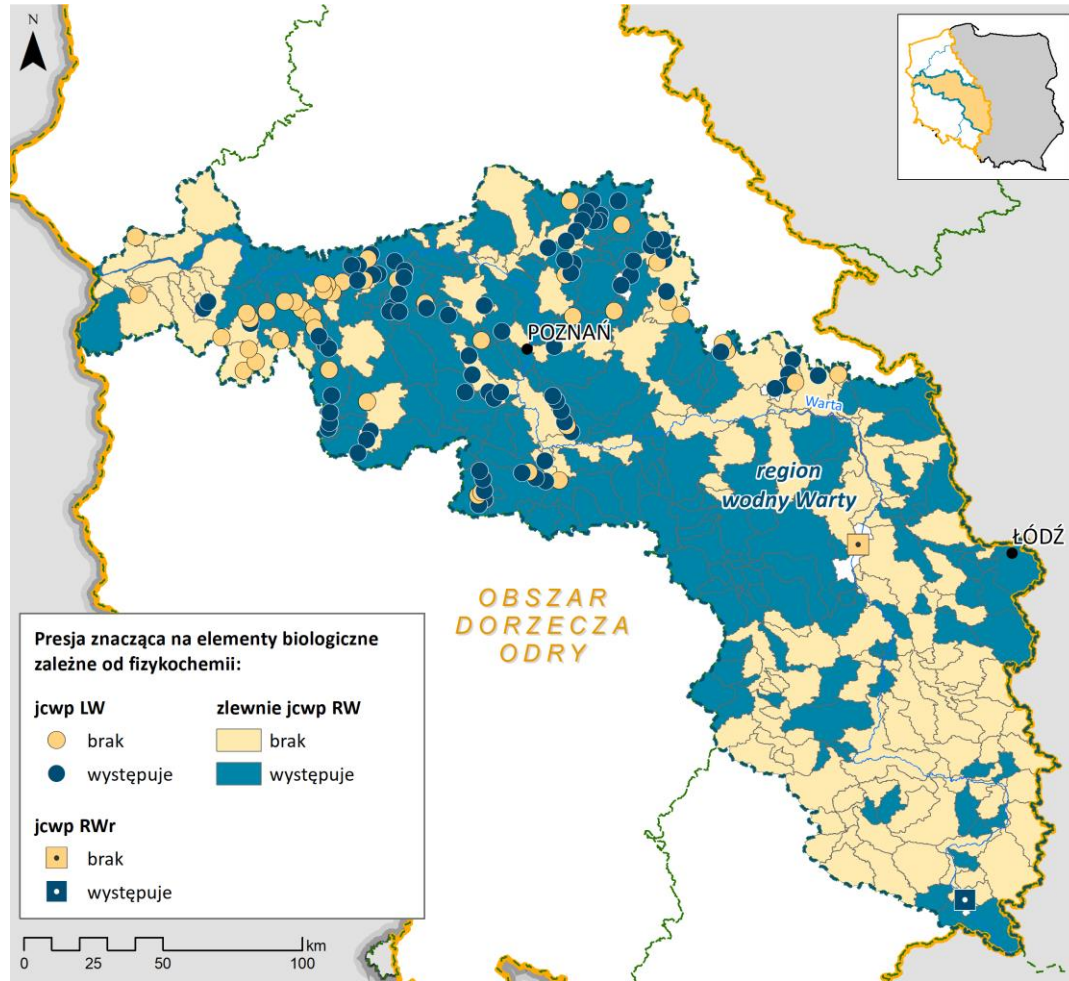 N
POZNAŃ
Warta
region
wodny Warty
ŁÓDŹ
OBSZAR
DORZECZA
ODRY
Presja znacząca na elementy biologiczne
zależne od fizykochemii:
jcwp LW
brak
występuje
zlewnie jcwp RW
brak
występuje
jcwp RWr
brak
występuje
km
0 25 50 100